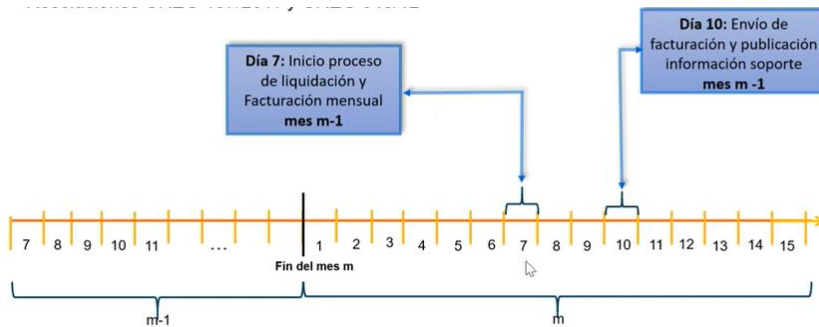 Día 7: Inicio proceso
de liquidación y
Facturación mensual
mes m-1
Día 10: Envío de
facturación y publicación
información soporte
mes m -1
7 8 9 10 11 ... 1 2 3 4 5 6 7 8 9 10 11 12 13 14 15
Fin del mes m
m-1 m